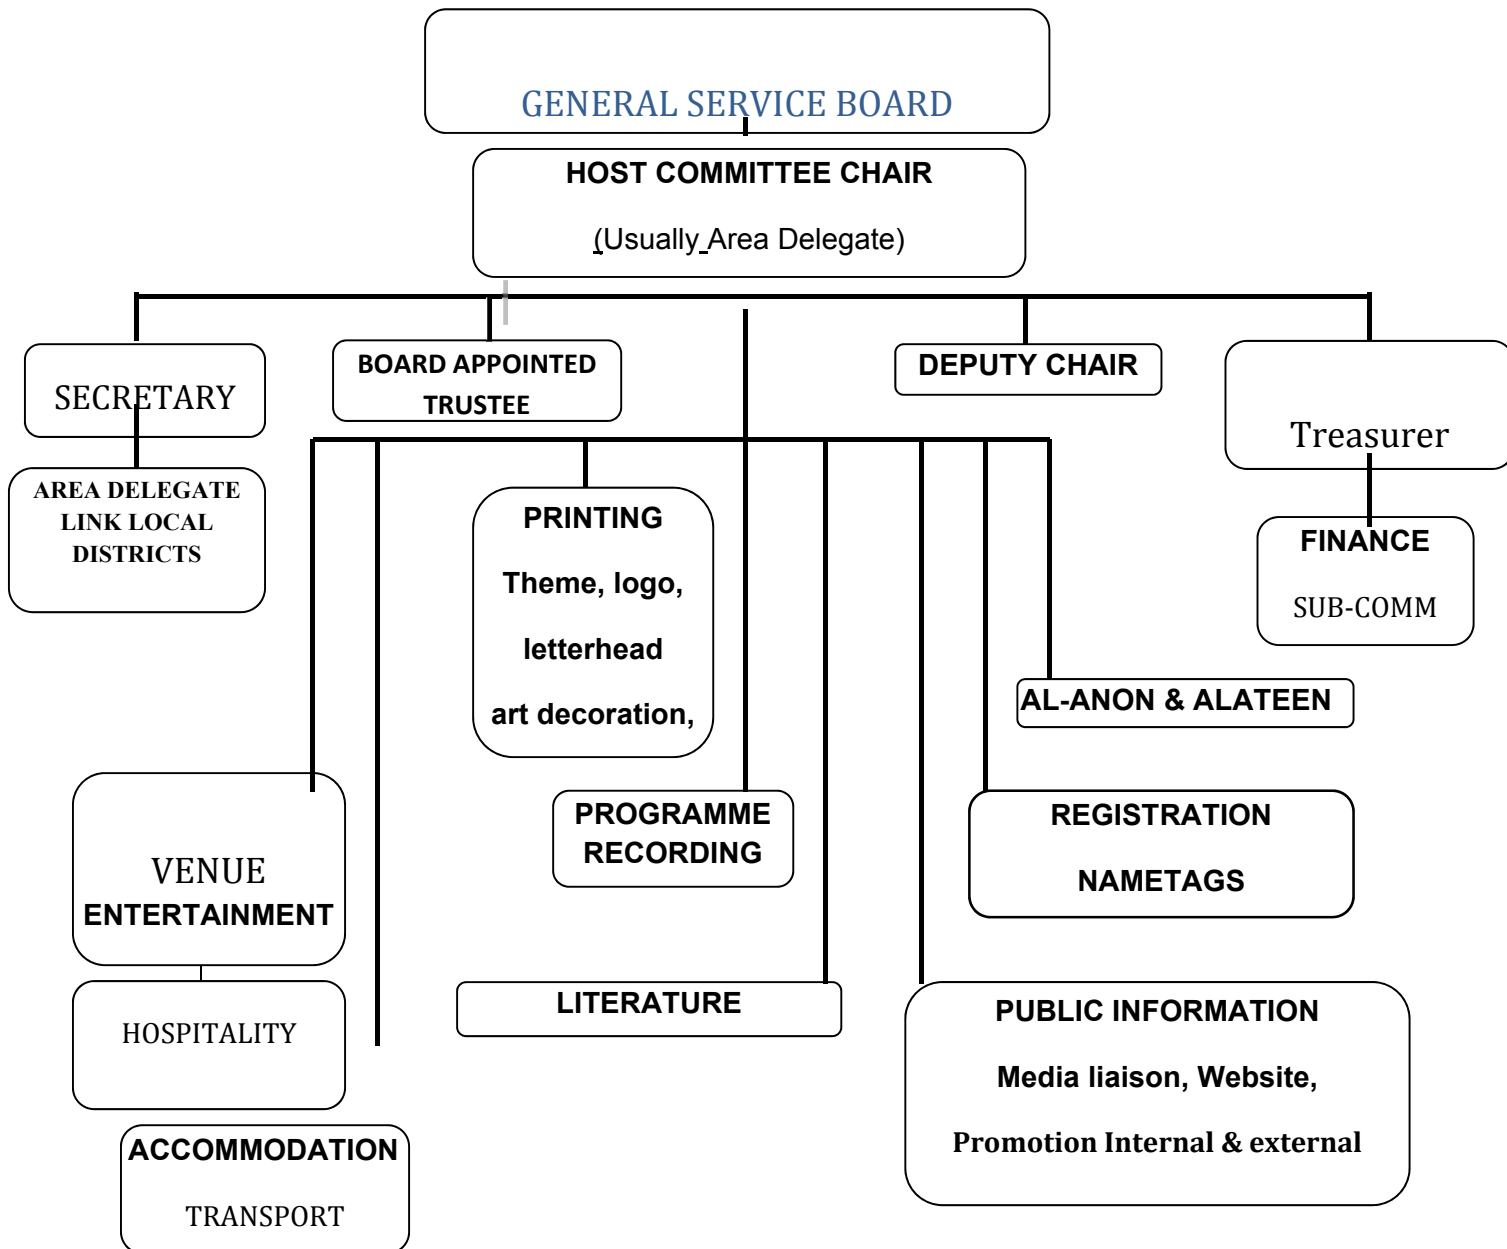 GENERAL SERVICE BOARD
HOST COMMITTEE CHAIR
(Usually Area Delegate)
SECRETARY
BOARD APPOINTED
TRUSTEE
DEPUTY CHAIR
Treasurer
AREA DELEGATE
LINK LOCAL
DISTRICTS
PRINTING
Theme, logo,
letterhead
art decoration,
FINANCE
SUB-COMM
AL-ANON & ALATEEN
VENUE
ENTERTAINMENT
PROGRAMME
RECORDING
REGISTRATION
NAMETAGS
HOSPITALITY
LITERATURE
PUBLIC INFORMATION
Media liaison, Website,
Promotion Internal & external
ACCOMMODATION
TRANSPORT